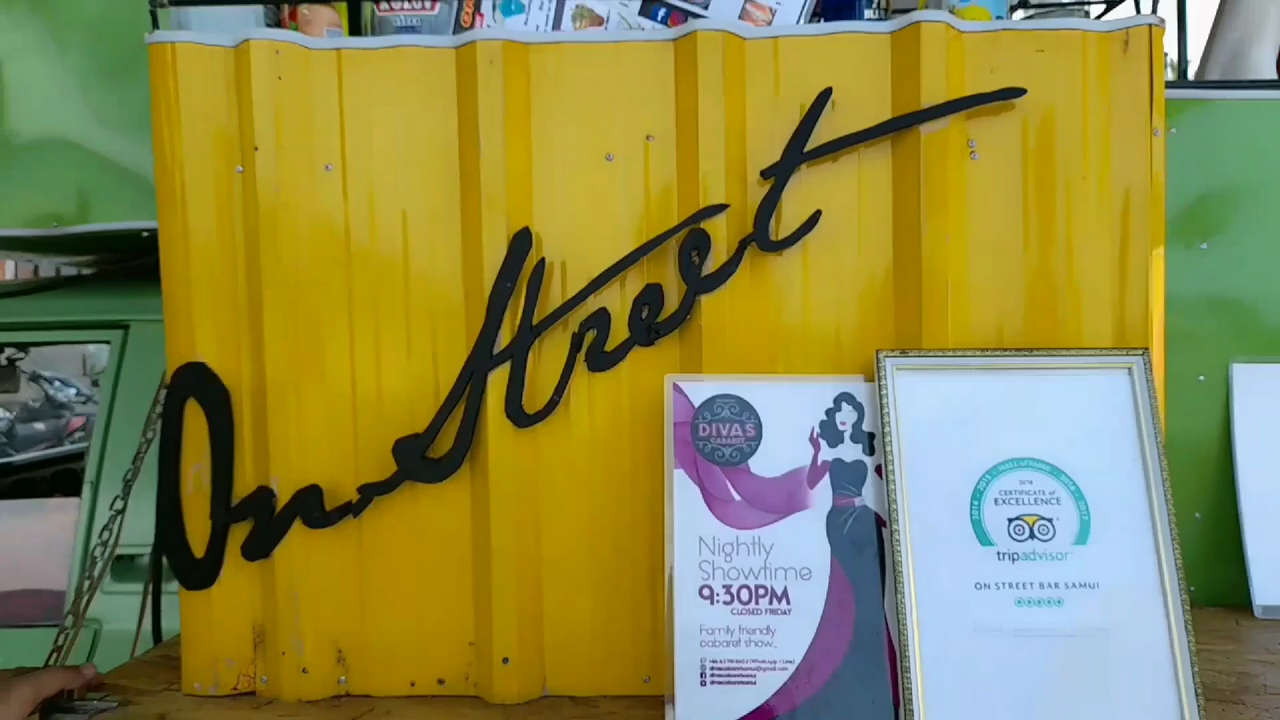 On Street
DIVAS
CABARET
Nightly
Showtime
9:30PM
CLOSED FRIDAY
Family friendly
cabaret show.
2018
CERTIFICATE of
EXCELLENCE
tripadvisor
ON STREET BAR SAMUI